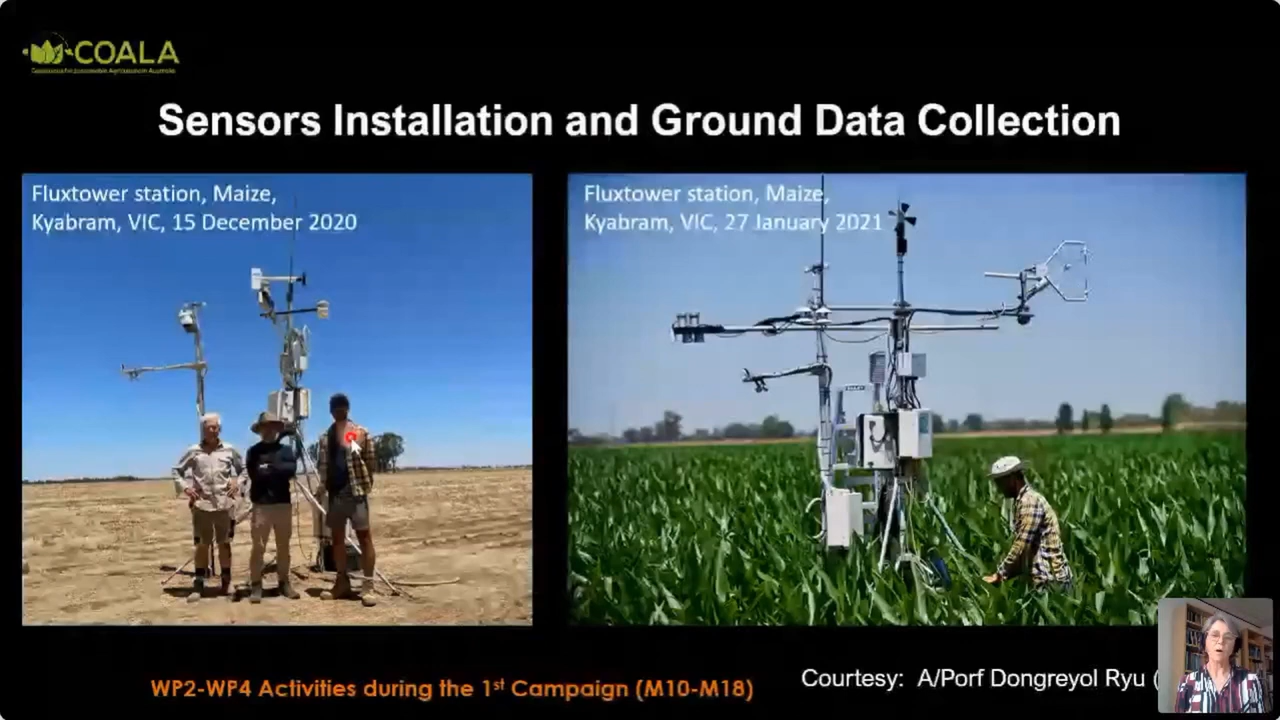 COALA
Sensors Installation and Ground Data Collection
Fluxtower station, Maize,
Kyabram, VIC, 15 December 2020
Fluxtower station, Maize,
Kyabram, VIC, 27 January 2021
WP2-WP4 Activities during the 1st Campaign (M10-M18)
Courtesy: A/Porf Dongreyol Ryu (